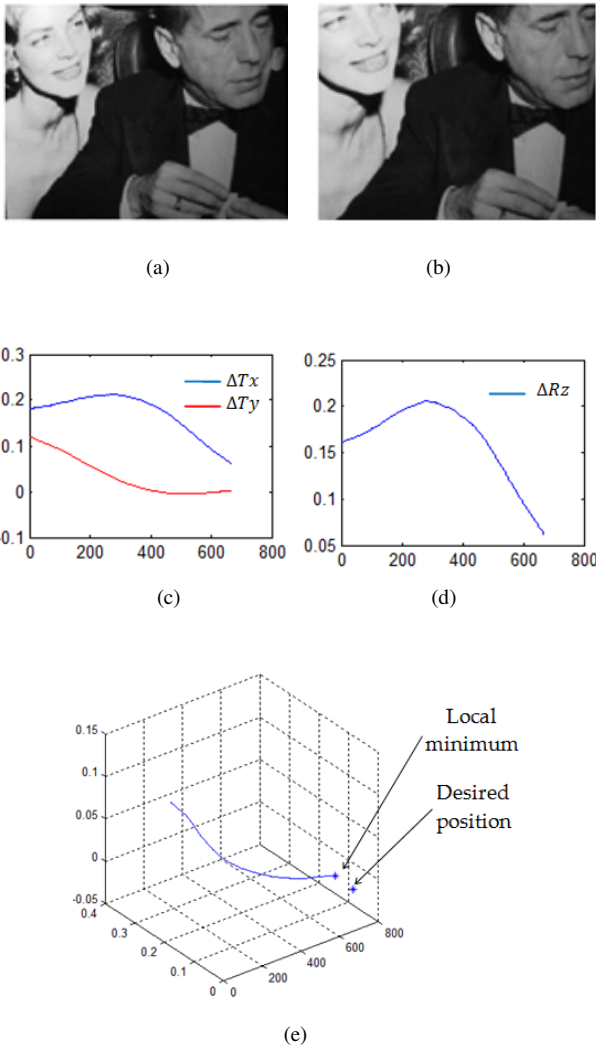 (a)
(b)
0.3
0.2
0.1
0
-0.1
0
200
400
600
800
ΔTx
ΔTy
(c)
0.25
0.2
0.15
0.1
0.05
0
200
400
600
800
ΔRz
(d)
0.15
0.1
0.05
0
-0.05
0.4
0.3
0.2
0.1
0
0
200
400
600
800
Local
minimum
Desired
position
(e)